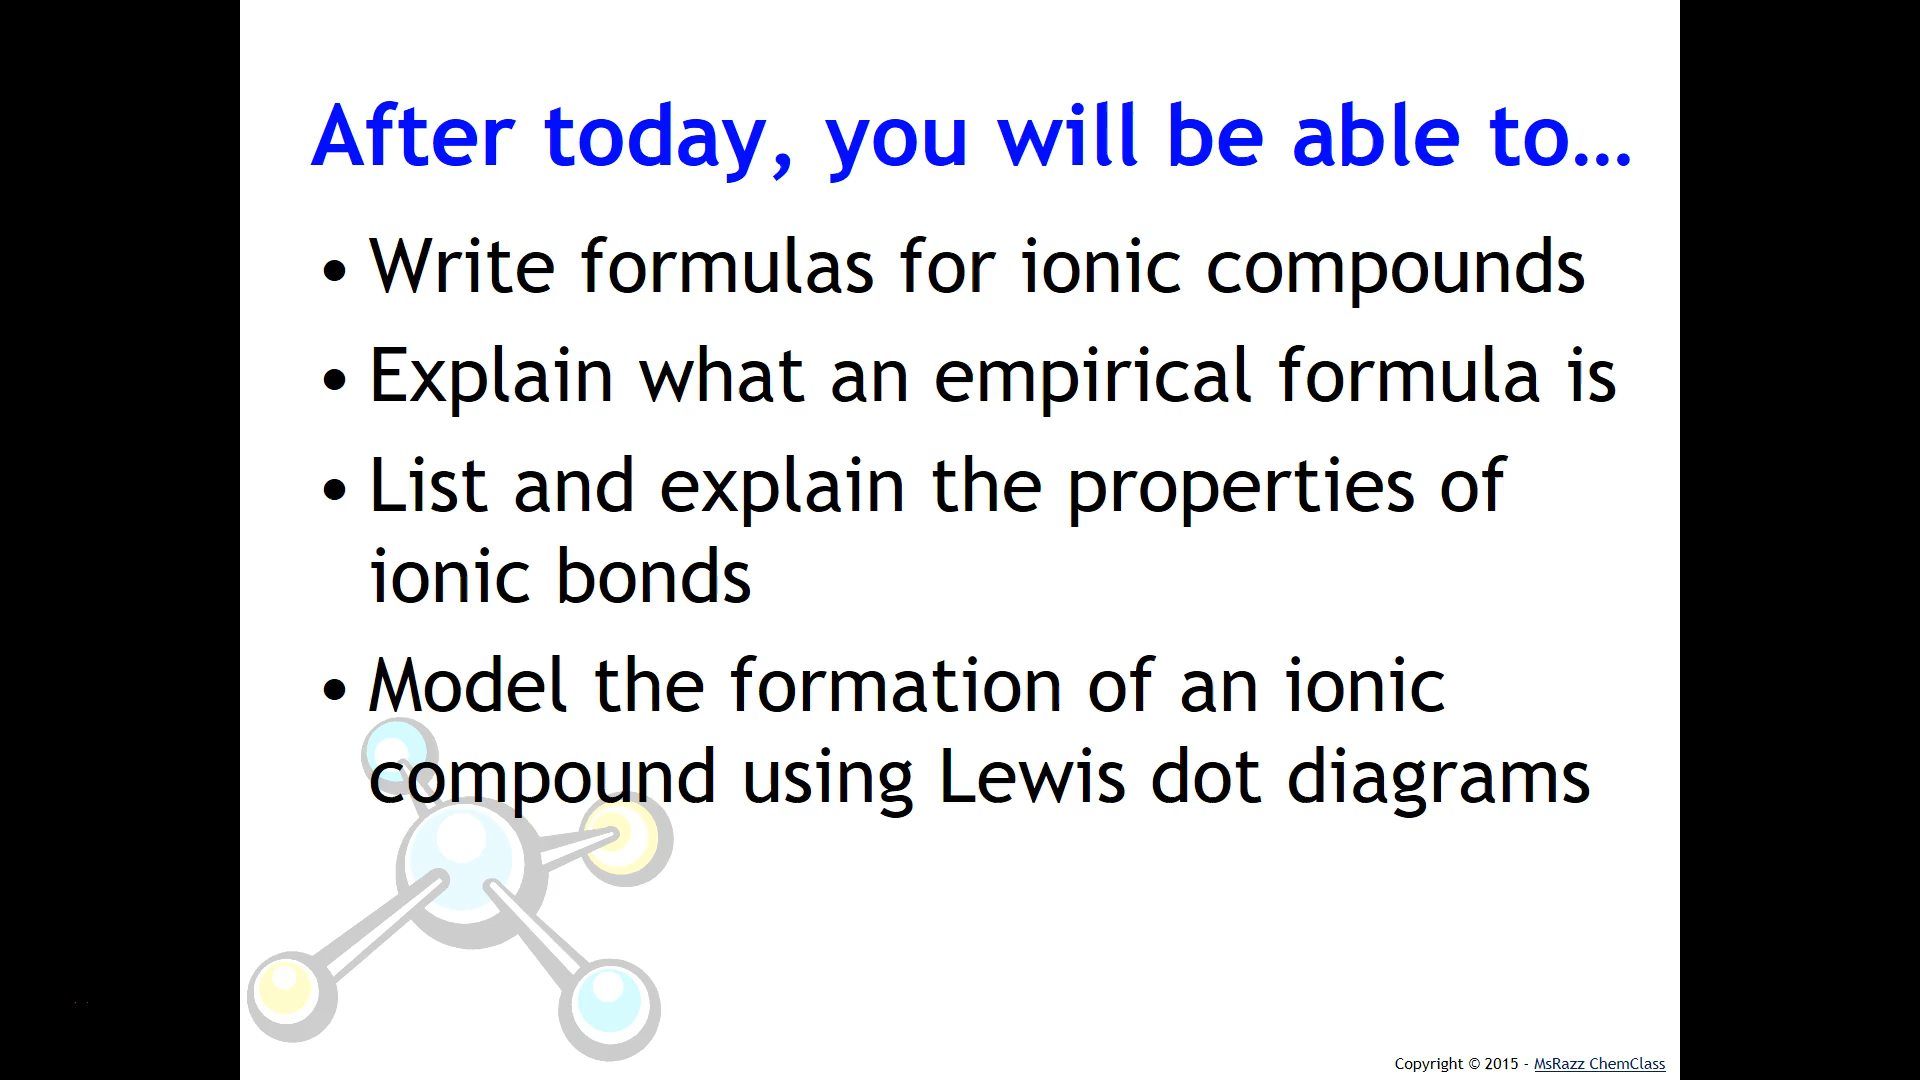 After today, you will be able to…
• Write formulas for ionic compounds
• Explain what an empirical formula is
• List and explain the properties of
ionic bonds
• Model the formation of an ionic
compound using Lewis dot diagrams
Copyright © 2015 - MsRazz ChemClass